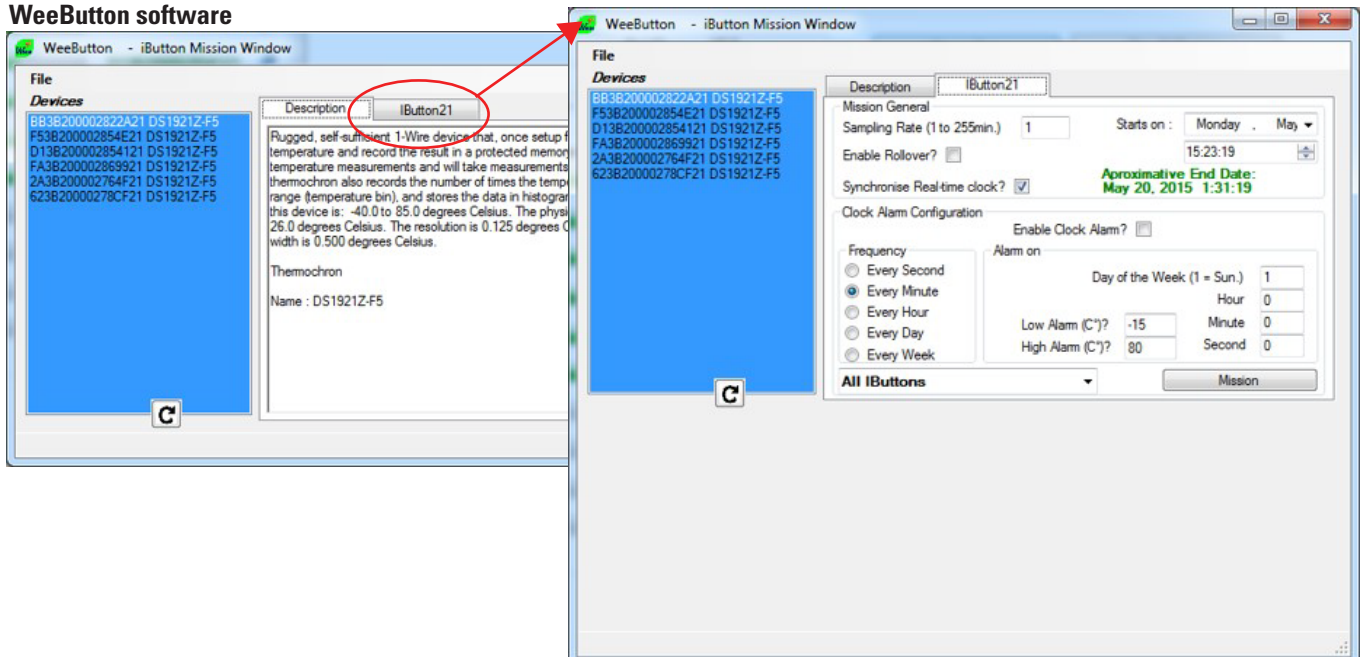 WeeButton software
WeeButton - iButton Mission Window
File
Devices
BB3B200002822A21 DS1921Z-F5
F53B200002854E21 DS1921Z-F5
D13B200002854121 DS1921Z-F5
FA3B200002869921 DS1921Z-F5
2A3B200002764F21 DS1921Z-F5
623B20000278CF21 DS1921Z-F5
Description
IButton21
Rugged, self-sufficient 1-Wire device that, once setup f
temperature and record the result in a protected memory
temperature measurements and will take measurements
thermochron also records the number of times the temp
range (temperature bin), and stores the data in histogram
this device is: -40.0 to 85.0 degrees Celsius. The physi
26.0 degrees Celsius. The resolution is 0.125 degrees C
width is 0.500 degrees Celsius.
Thermochron
Name : DS1921Z-F5
WeeButton - iButton Mission Window
File
Devices
BB3B200002822A21 DS1921Z-F5
F53B200002854E21 DS1921Z-F5
D13B200002854121 DS1921Z-F5
FA3B200002869921 DS1921Z-F5
2A3B200002764F21 DS1921Z-F5
623B20000278CF21 DS1921Z-F5
Description
IButton21
Mission General
Sampling Rate (1 to 255min.) 1
Starts on : Monday , May
Enable Rollover?
15:23:19
Synchronise Real-time clock?
Aproximative End Date:
May 20, 2015 1:31:19
Clock Alarm Configuration
Enable Clock Alarm?
Frequency
Every Second
Every Minute
Every Hour
Every Day
Every Week
Alarm on
Day of the Week (1 = Sun.) 1
Hour 0
Low Alarm (C°)? -15
Minute 0
High Alarm (C°)? 80
Second 0
All IButtons
Mission